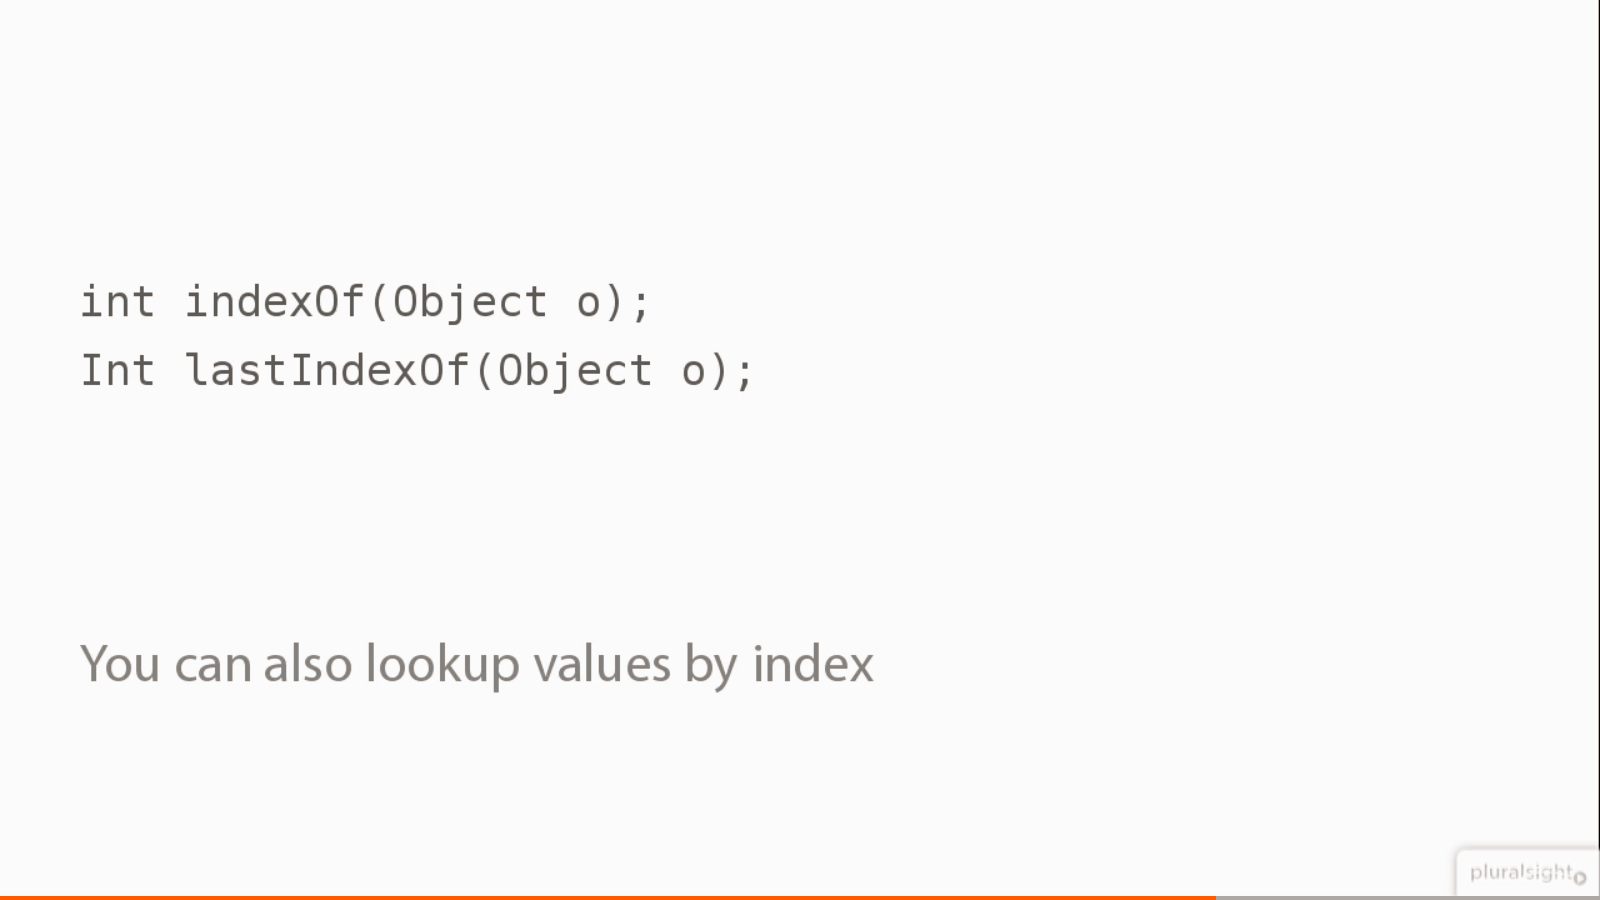 int indexOf(Object o);
Int lastIndexOf(Object o);
You can also lookup values by index
pluralsight